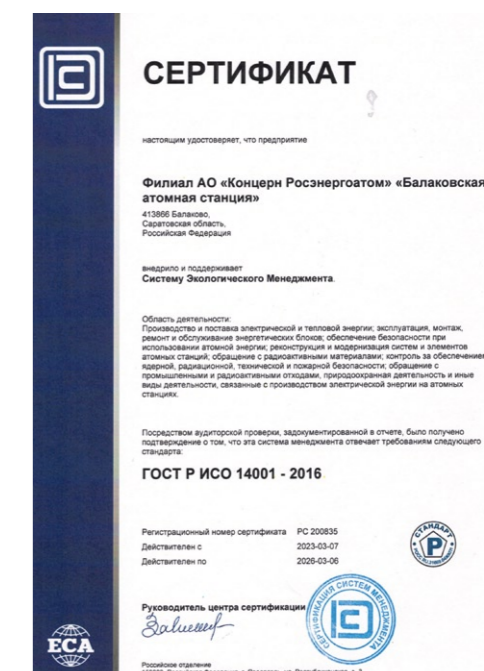 СЕРТИФИКАТ
настоящим удостоверяет, что предприятие
Филиал АО «Концерн Росэнергоатом» «Балаковская
атомная станция»
413866 Балаково,
Саратовская область,
Российская Федерация
внедрило и поддерживает
Систему Экологического Менеджмента.
Область деятельности:
Производство и поставка электрической и тепловой энергии; эксплуатация, монтаж,
ремонт и обслуживание энергетических блоков; обеспечение безопасности при
использовании атомной энергии; реконструкция и модернизация систем и элементов
атомных станций; обращение с радиоактивными материалами; контроль за обеспечением
ядерной, радиационной, технической и пожарной безопасности; обращение с
промышленными и радиоактивными отходами, природоохранная деятельность и иные
виды деятельности, связанные с производством электрической энергии на атомных
станциях.
Посредством аудиторской проверки, задокументированной в отчете, было получено
подтверждение о том, что эта система менеджмента отвечает требованиям следующего
стандарта:
ГОСТ Р ИСО 14001 - 2016
Регистрационный номер сертификата РС 200835
Действителен с 2023-03-07
Действителен по 2026-03-06
СТАНДАРТ
Р
Руководитель центра сертификации
СЕРТИФИКАЦИЯ СИСТЕМ МЕНЕДЖМЕНТА
ECA
Российское отделение